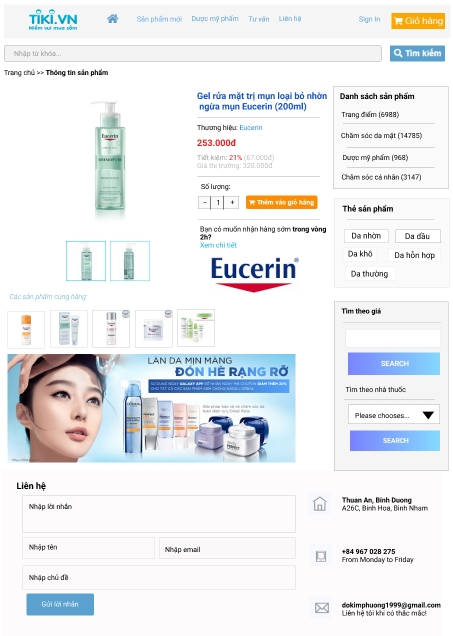 TIKI.VN
Niềm vui mua sắm
Sản phẩm mới
Dược mỹ phẩm
Tư vấn
Liên hệ
Sign In
Giỏ hàng
Nhập từ khóa...
Tìm kiếm
Trang chủ >> Thông tin sản phẩm
Gel rửa mặt trị mụn loại bỏ nhờn
ngừa mụn Eucerin (200ml)
Thương hiệu: Eucerin
253.000đ
Tiết kiệm: 21% (67.000đ)
Giá thị trường: 320.000đ
Số lượng:
− 1 +
Thêm vào giỏ hàng
Bạn có muốn nhận hàng sớm trong vòng
2h?
Xem chi tiết
Eucerin
Các sản phẩm cùng hãng:
LÀN DA MỊN MÀNG
ĐÓN HÈ RẠNG RỠ
Danh sách sản phẩm
Trang điểm (6988)
Chăm sóc da mặt (14785)
Dược mỹ phẩm (968)
Chăm sóc cá nhân (3147)
Thẻ sản phẩm
Da nhờn
Da dầu
Da khô
Da hỗn hợp
Da thường
Tìm theo giá
SEARCH
Tìm theo nhà thuốc
Please chooses...
SEARCH
Liên hệ
Nhập lời nhắn
Nhập tên
Nhập email
Nhập chủ đề
Gửi lời nhắn
Thuan An, Binh Duong
A26C, Binh Hoa, Binh Nham
+84 967 028 275
From Monday to Friday
dokimphuong1999@gmail.com
Liên hệ tôi khi có thắc mắc!